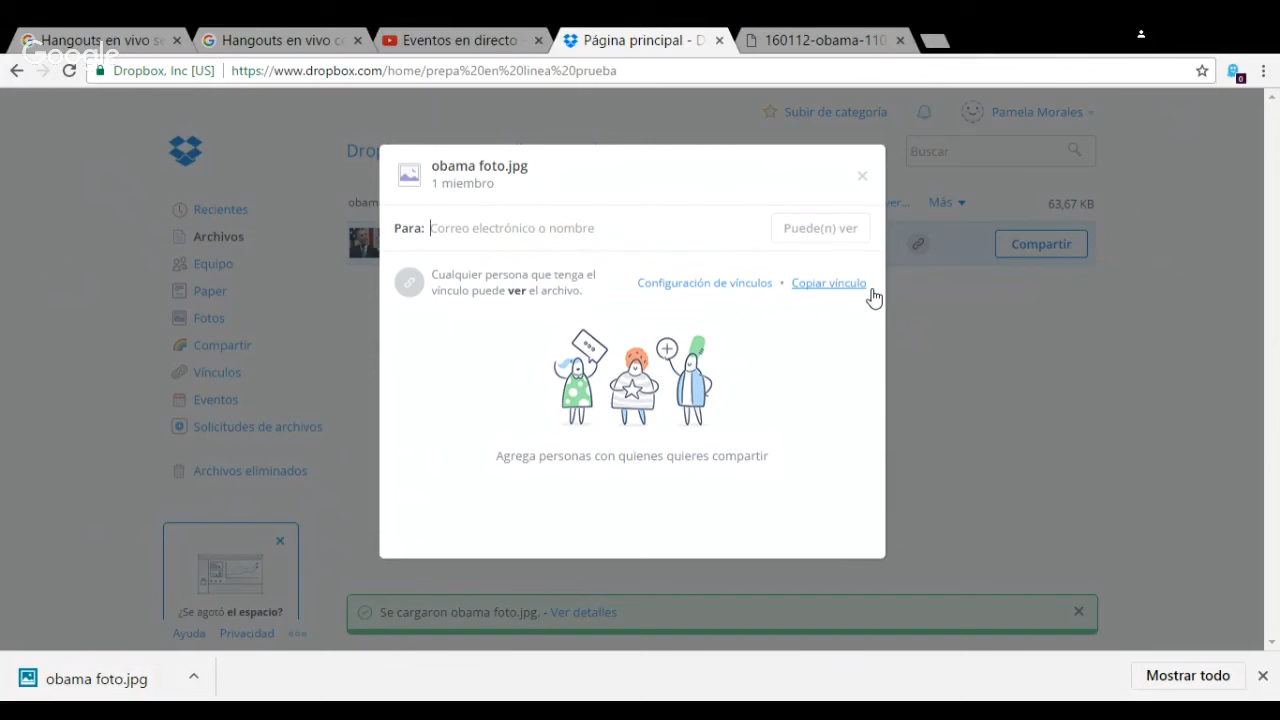 Hangouts en vivo se
Hangouts en vivo co
Eventos en directo -
Página principal - D
160112-obama-110
Google
Dropbox, Inc [US]
https://www.dropbox.com/home/prepa%20en%20linea%20prueba
0
Subir de categoría
Pamela Morales
Buscar
obama foto.jpg
1 miembro
Más
63,67 KB
Para: Correo electrónico o nombre
Puede(n) ver
Compartir
Cualquier persona que tenga el
vínculo puede ver el archivo.
Configuración de vínculos • Copiar vínculo
Agrega personas con quienes quieres compartir
Recientes
Archivos
Equipo
Paper
Fotos
Compartir
Vínculos
Eventos
Solicitudes de archivos
Archivos eliminados
¿Se agotó el espacio?
Ayuda Privacidad
Se cargaron obama foto.jpg. - Ver detalles
obama foto.jpg
Mostrar todo